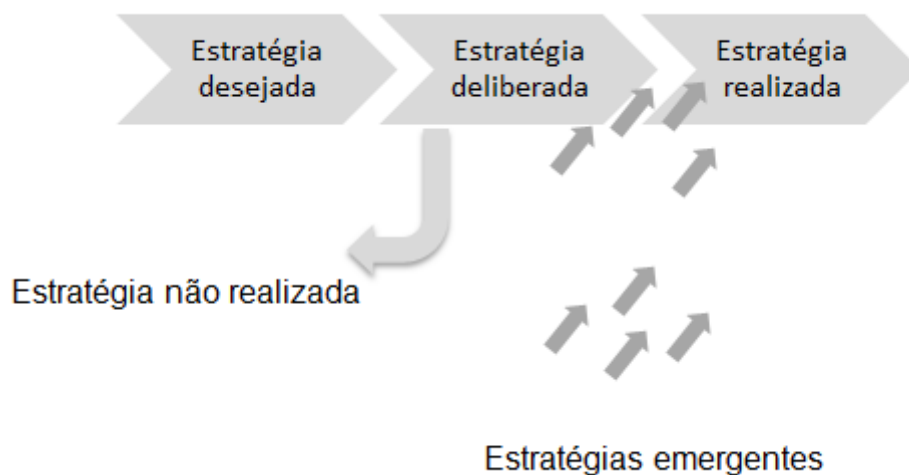 Estratégia
desejada
Estratégia
deliberada
Estratégia
realizada
Estratégia não realizada
Estratégias emergentes